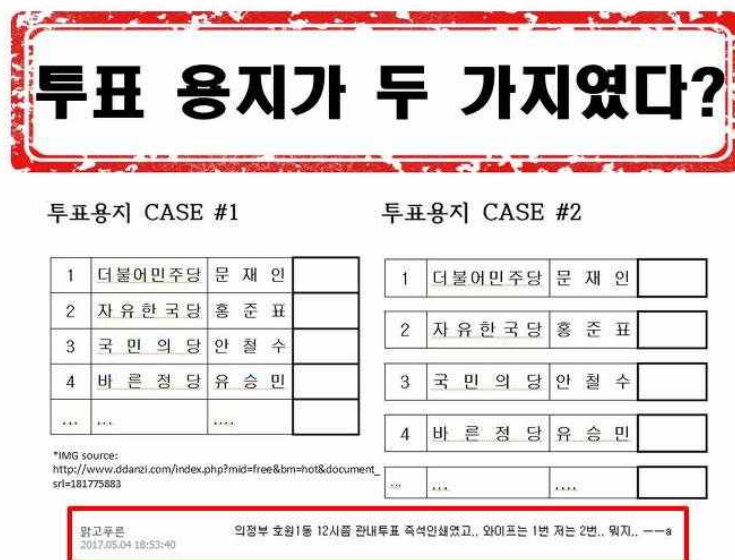 투표 용지가 두 가지였다?
투표용지 CASE #1
투표용지 CASE #2
1 더불어민주당 문 재 인
2 자 유 한 국 당 홍 준 표
3 국 민 의 당 안 철 수
4 바 른 정 당 유 승 민
... ... ....
1 더불어민주당 문 재 인
2 자 유 한 국 당 홍 준 표
3 국 민 의 당 안 철 수
4 바 른 정 당 유 승 민
... ... ....
*IMG source:
http://www.ddanzi.com/index.php?mid=free&bm=hot&document_
srl=181775883
맑고푸른
2017.05.04 18:53:40
의정부 호원1동 12시쯤 관내투표 즉석인쇄였고.. 와이프는 1번 저는 2번.. 뭐지.. ㅡㅡa